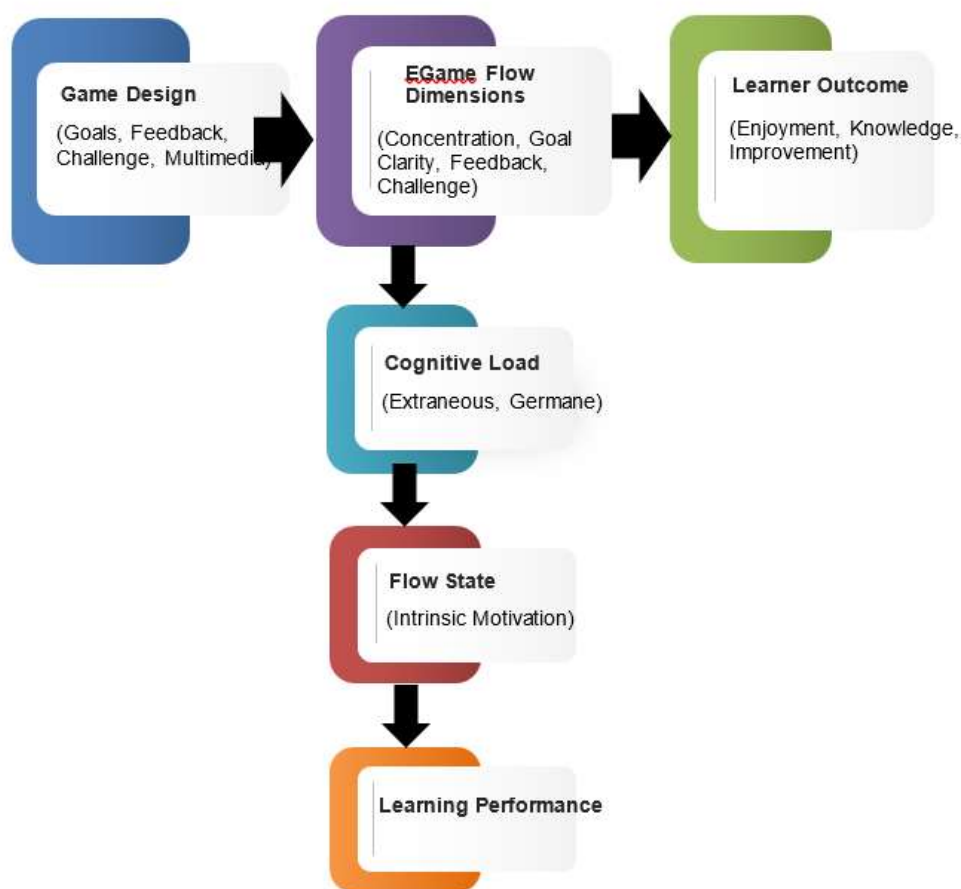 Game Design
(Goals, Feedback,
Challenge, Multimedia)
EGame Flow
Dimensions
(Concentration, Goal
Clarity, Feedback,
Challenge)
Learner Outcome
(Enjoyment, Knowledge,
Improvement)
Cognitive Load
(Extraneous, Germane)
Flow State
(Intrinsic Motivation)
Learning Performance